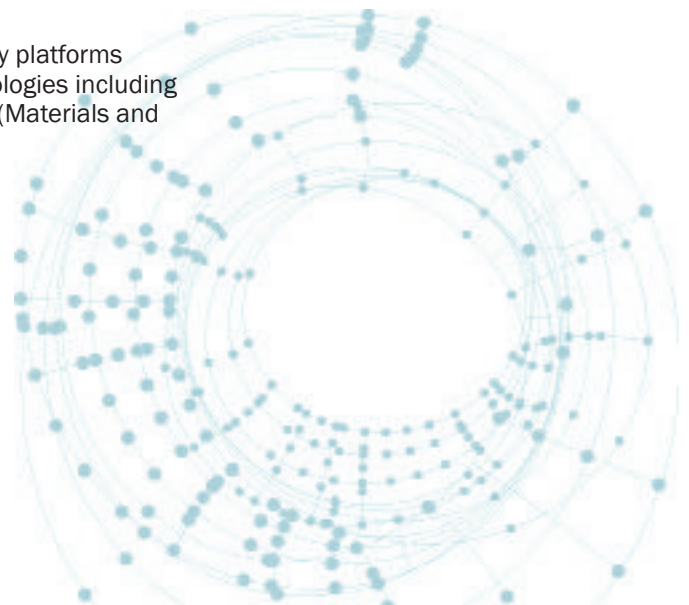 y platforms
ologies including
(Materials and